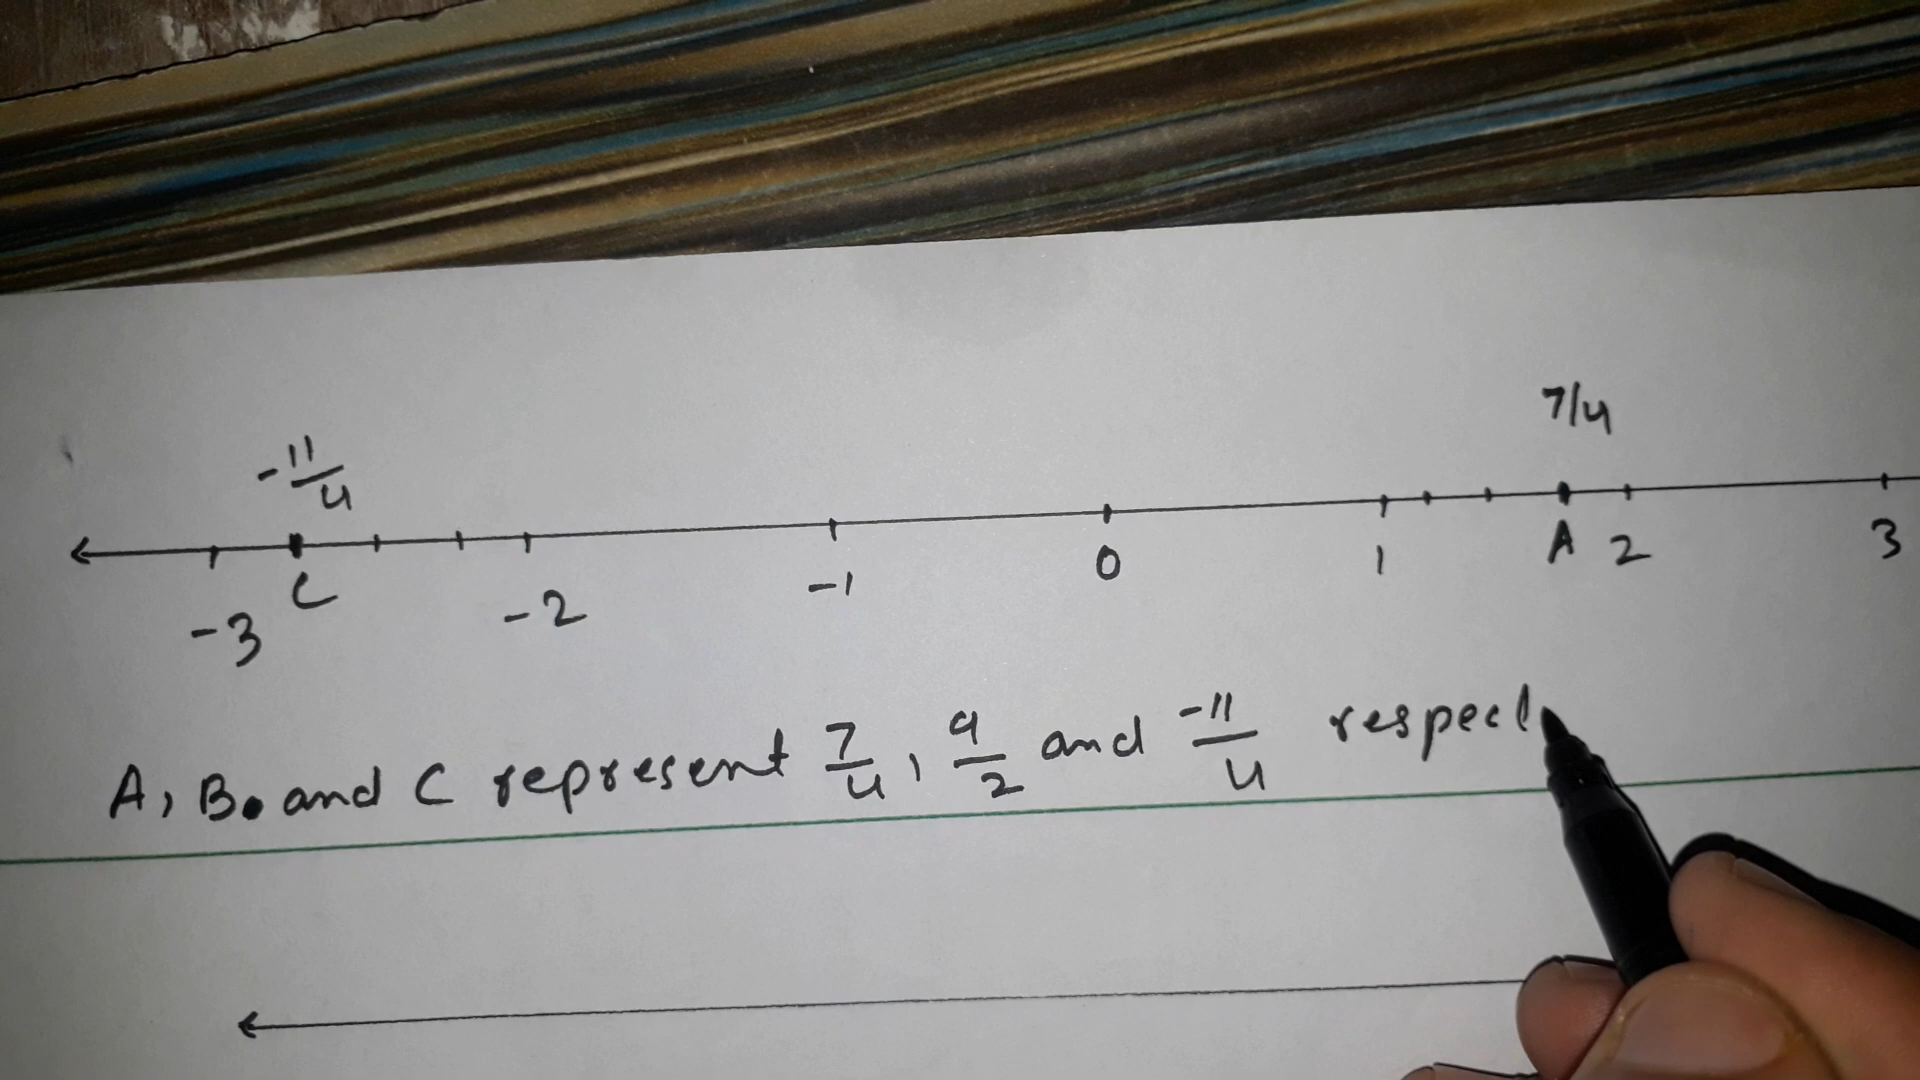 7/4
-11/4
-3 C -2 -1 0 1 A 2 3
A, B and C represent 7/4, 9/2 and -11/4 respect